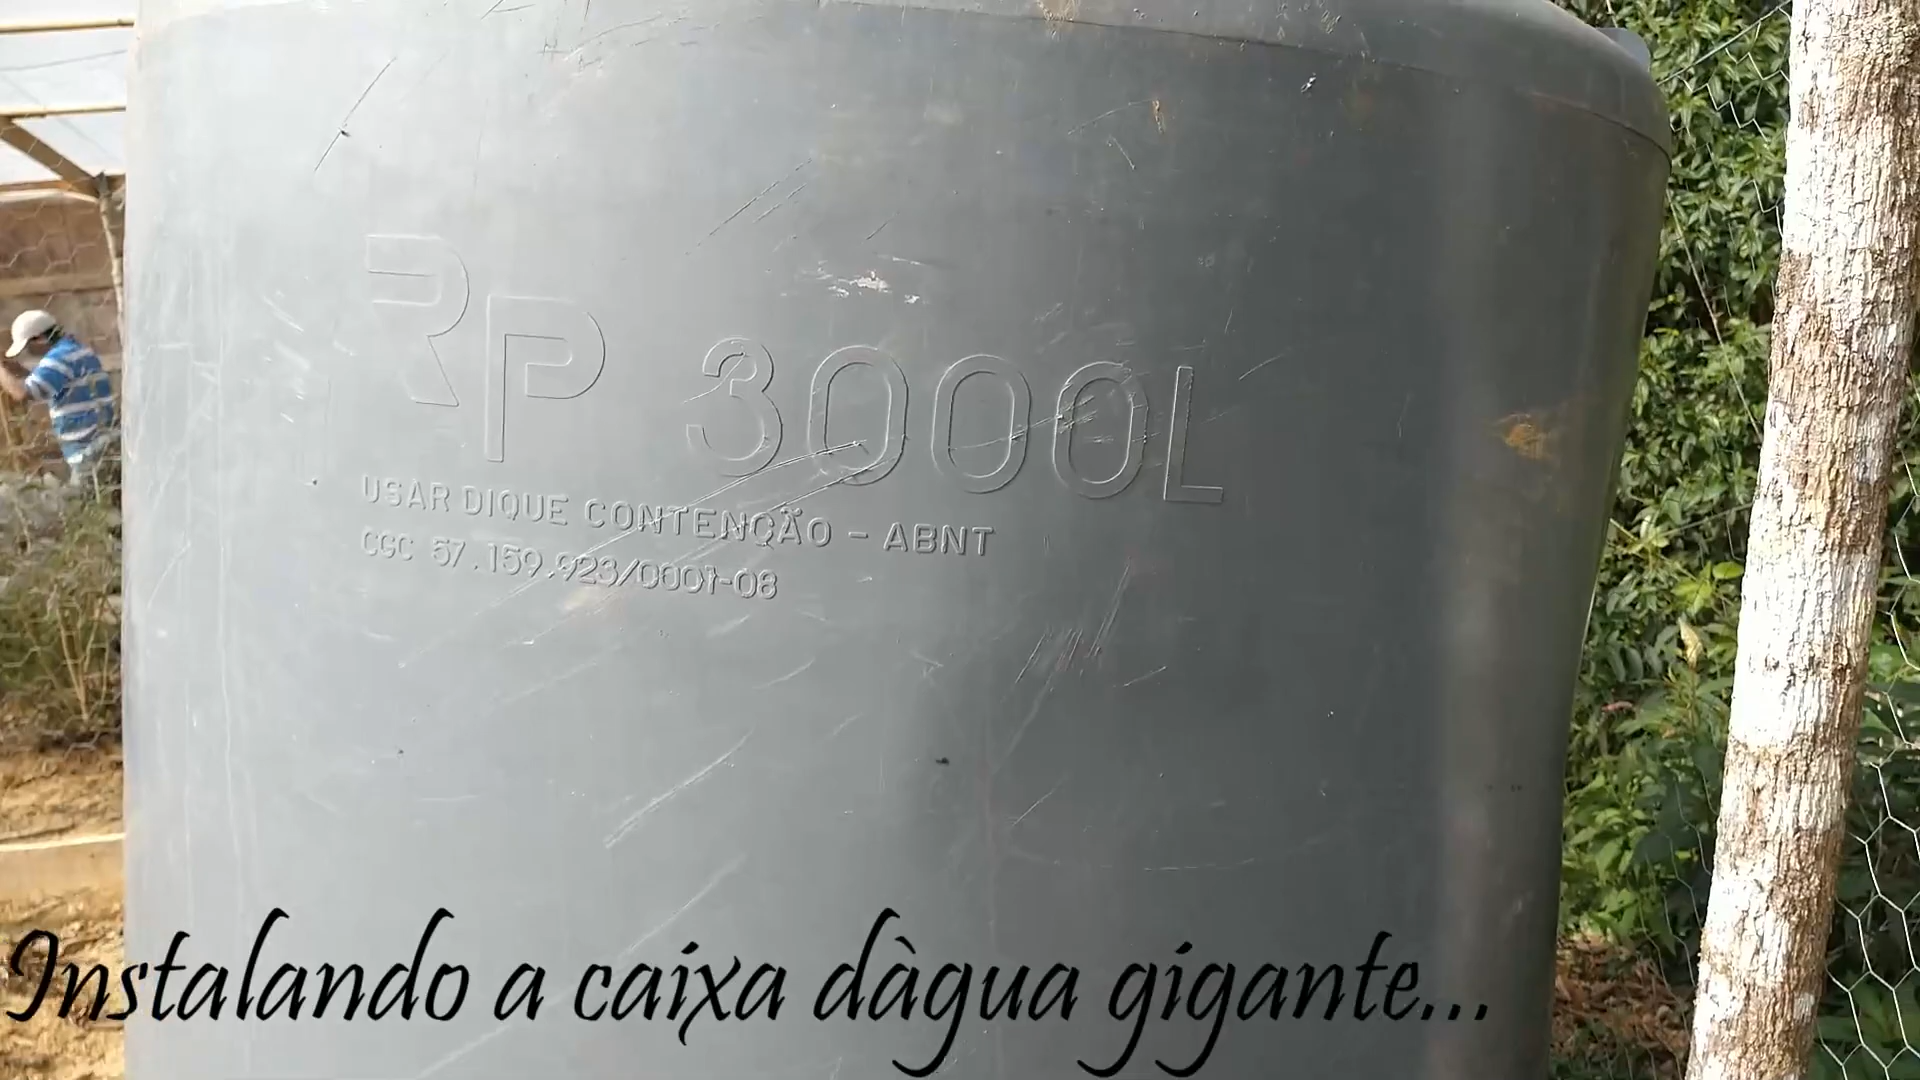 RP 3000L
USAR DIQUE CONTENÇÃO - ABNT
CGC 57.159.923/0001-08
Instalando a caixa dàgua gigante...